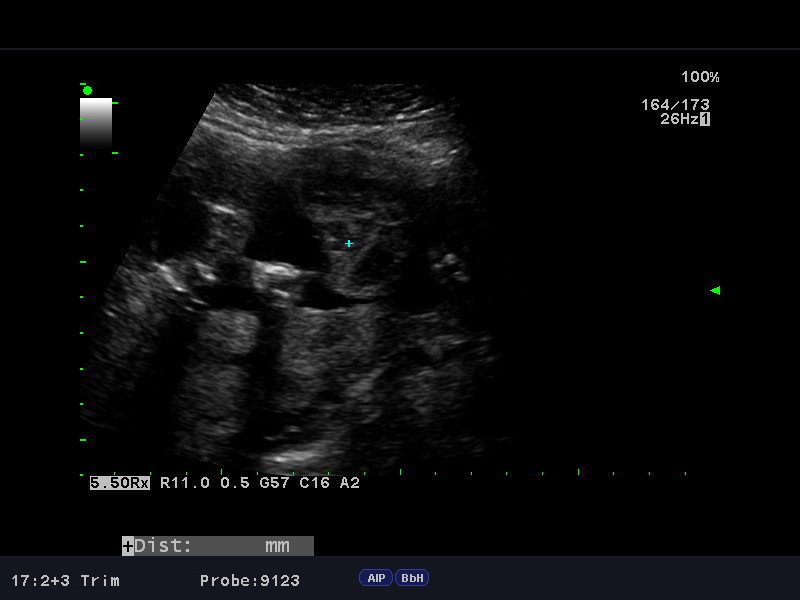 100%
164/173
26Hz1
5.50Rx R11.0 0.5 G57 C16 A2
+Dist: mm
17:2+3 Trim Probe:9123 AIP BbH